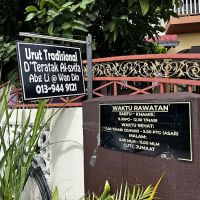 Urut Tradisional
D'Teratak Al-syifa
Abe Li @ Wan Din
013-944 9121
WAKTU RAWATAN
SABTU - KHAMIS:
WAKTU REHAT:
MALAM:
CUTI: JUMAAT